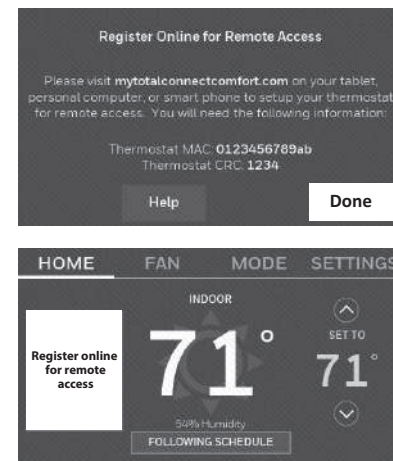 Register Online for Remote Access
Please visit mytotalconnectcomfort.com on your tablet,
personal computer, or smart phone to setup your thermostat
for remote access. You will need the following information:
Thermostat MAC: 0123456789ab
Thermostat CRC: 1234
Help
Done
HOME FAN MODE SETTINGS
INDOOR
Register online
for remote
access
71°
SET TO
71°
54% Humidity
FOLLOWING SCHEDULE